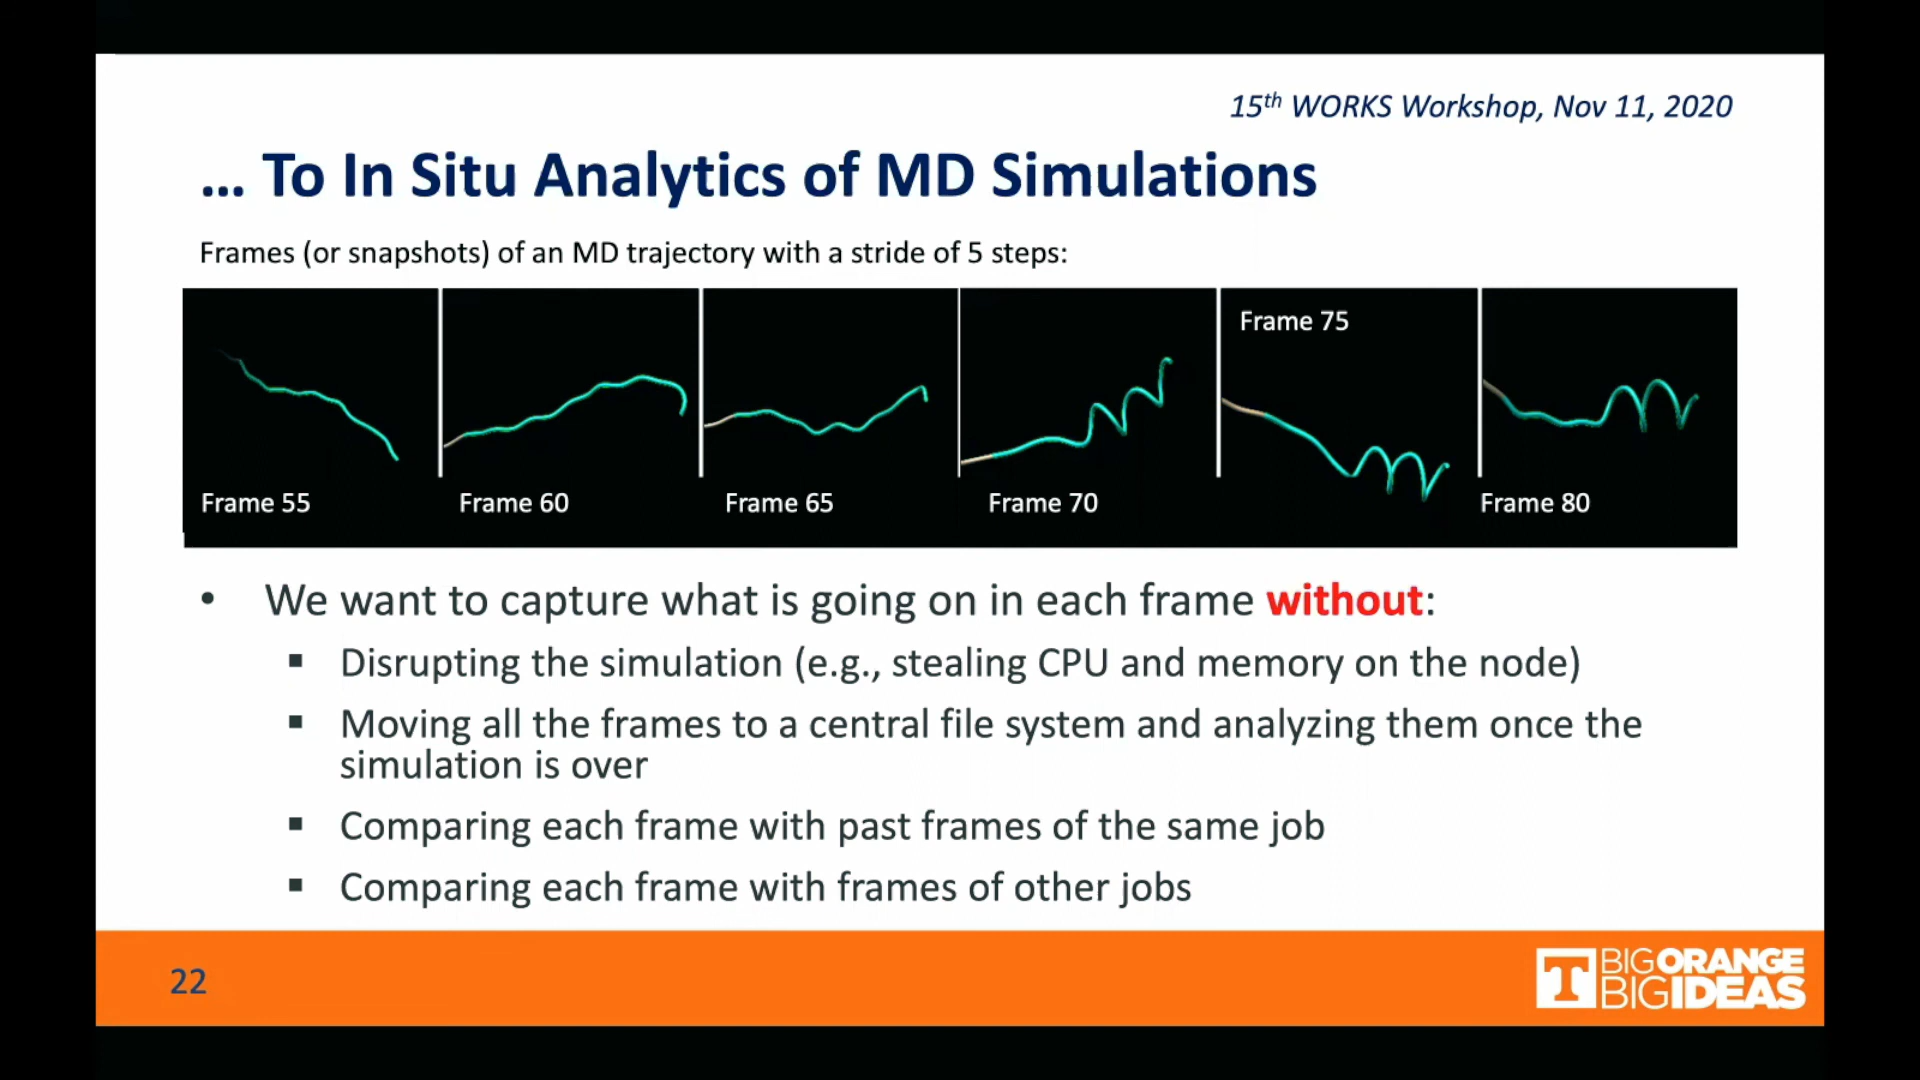 15th WORKS Workshop, Nov 11, 2020
... To In Situ Analytics of MD Simulations
Frames (or snapshots) of an MD trajectory with a stride of 5 steps:
Frame 55
Frame 60
Frame 65
Frame 70
Frame 75
Frame 80
• We want to capture what is going on in each frame without:
▪ Disrupting the simulation (e.g., stealing CPU and memory on the node)
▪ Moving all the frames to a central file system and analyzing them once the
simulation is over
▪ Comparing each frame with past frames of the same job
▪ Comparing each frame with frames of other jobs
22
T
BIG ORANGE
BIG IDEAS